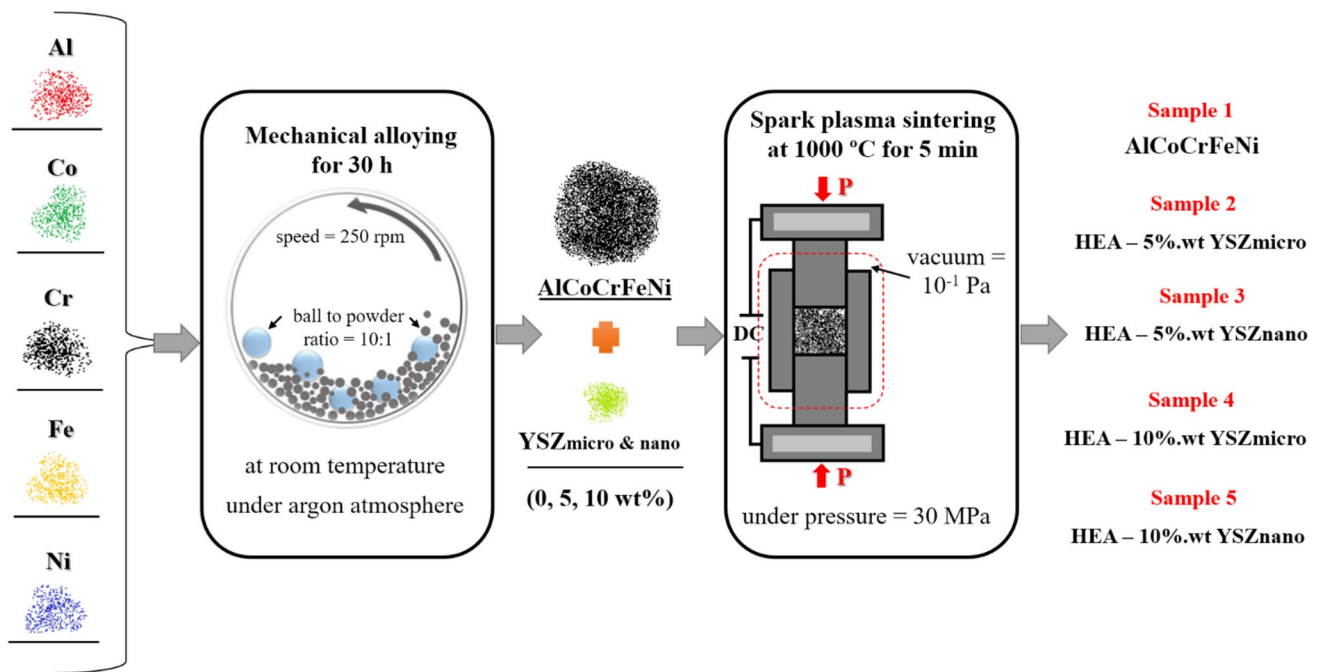 Al
Co
Cr
Fe
Ni
Mechanical alloying
for 30 h
speed = 250 rpm
ball to powder
ratio = 10:1
at room temperature
under argon atmosphere
AlCoCrFeNi
YSZmicro & nano
(0, 5, 10 wt%)
Spark plasma sintering
at 1000 ºC for 5 min
P
vacuum =
10⁻¹ Pa
DC
P
under pressure = 30 MPa
Sample 1
AlCoCrFeNi
Sample 2
HEA – 5%.wt YSZmicro
Sample 3
HEA – 5%.wt YSZnano
Sample 4
HEA – 10%.wt YSZmicro
Sample 5
HEA – 10%.wt YSZnano